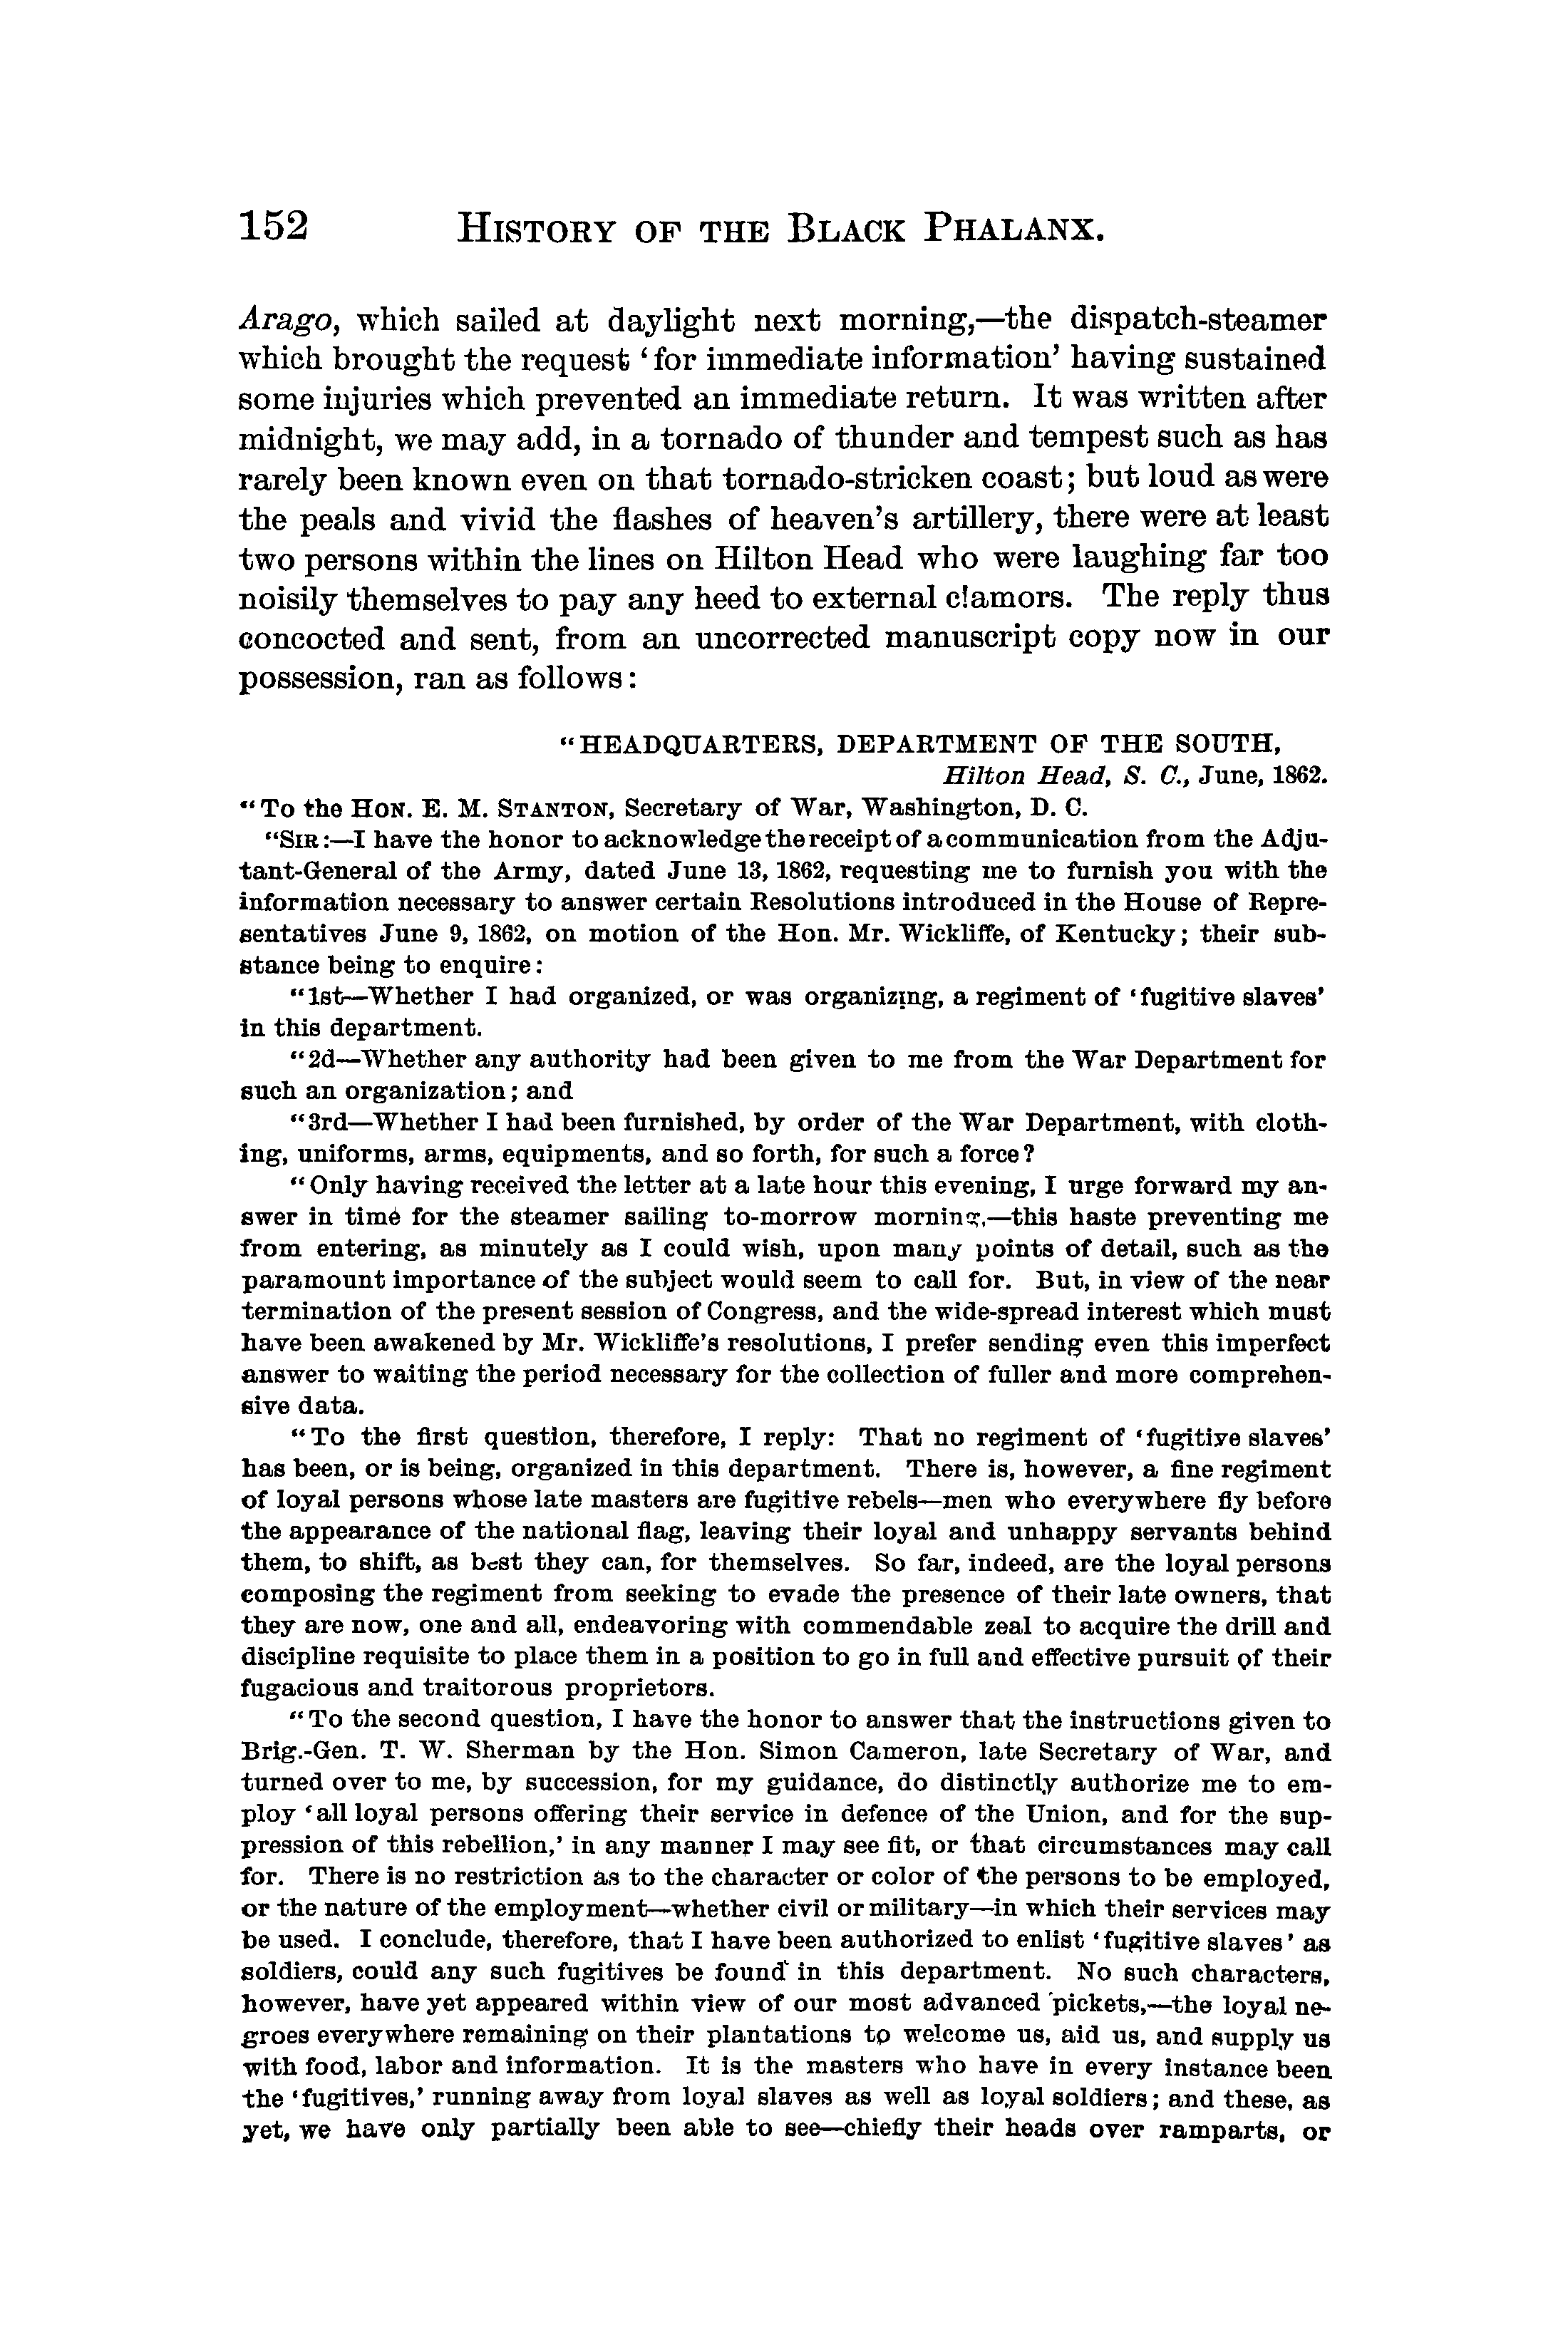 152 HISTORY OF THE BLACK PHALANX.
Arago, which sailed at daylight next morning,—the dispatch-steamer
which brought the request ‘for immediate information’ having sustained
some injuries which prevented an immediate return. It was written after
midnight, we may add, in a tornado of thunder and tempest such as has
rarely been known even on that tornado-stricken coast; but loud as were
the peals and vivid the flashes of heaven’s artillery, there were at least
two persons within the lines on Hilton Head who were laughing far too
noisily themselves to pay any heed to external clamors. The reply thus
concocted and sent, from an uncorrected manuscript copy now in our
possession, ran as follows:
“HEADQUARTERS, DEPARTMENT OF THE SOUTH,
Hilton Head, S. C., June, 1862.
“To the HON. E. M. STANTON, Secretary of War, Washington, D. C.
“SIR:—I have the honor to acknowledge the receipt of a communication from the Adju-
tant-General of the Army, dated June 13, 1862, requesting me to furnish you with the
information necessary to answer certain Resolutions introduced in the House of Repre-
sentatives June 9, 1862, on motion of the Hon. Mr. Wickliffe, of Kentucky; their sub-
stance being to enquire:
“1st—Whether I had organized, or was organizing, a regiment of ‘fugitive slaves’
in this department.
“2d—Whether any authority had been given to me from the War Department for
such an organization; and
“3rd—Whether I had been furnished, by order of the War Department, with cloth-
ing, uniforms, arms, equipments, and so forth, for such a force?
“Only having received the letter at a late hour this evening, I urge forward my an-
swer in time for the steamer sailing to-morrow morning,—this haste preventing me
from entering, as minutely as I could wish, upon many points of detail, such as the
paramount importance of the subject would seem to call for. But, in view of the near
termination of the present session of Congress, and the wide-spread interest which must
have been awakened by Mr. Wickliffe’s resolutions, I prefer sending even this imperfect
answer to waiting the period necessary for the collection of fuller and more comprehen-
sive data.
“To the first question, therefore, I reply: That no regiment of ‘fugitive slaves’
has been, or is being, organized in this department. There is, however, a fine regiment
of loyal persons whose late masters are fugitive rebels—men who everywhere fly before
the appearance of the national flag, leaving their loyal and unhappy servants behind
them, to shift, as best they can, for themselves. So far, indeed, are the loyal persons
composing the regiment from seeking to evade the presence of their late owners, that
they are now, one and all, endeavoring with commendable zeal to acquire the drill and
discipline requisite to place them in a position to go in full and effective pursuit of their
fugacious and traitorous proprietors.
“To the second question, I have the honor to answer that the instructions given to
Brig.-Gen. T. W. Sherman by the Hon. Simon Cameron, late Secretary of War, and
turned over to me, by succession, for my guidance, do distinctly authorize me to em-
ploy ‘all loyal persons offering their service in defence of the Union, and for the sup-
pression of this rebellion,’ in any manner I may see fit, or that circumstances may call
for. There is no restriction as to the character or color of the persons to be employed,
or the nature of the employment—whether civil or military—in which their services may
be used. I conclude, therefore, that I have been authorized to enlist ‘fugitive slaves’ as
soldiers, could any such fugitives be found in this department. No such characters,
however, have yet appeared within view of our most advanced pickets,—the loyal ne-
groes everywhere remaining on their plantations to welcome us, aid us, and supply us
with food, labor and information. It is the masters who have in every instance been
the ‘fugitives,’ running away from loyal slaves as well as loyal soldiers; and these, as
yet, we have only partially been able to see—chiefly their heads over ramparts, or